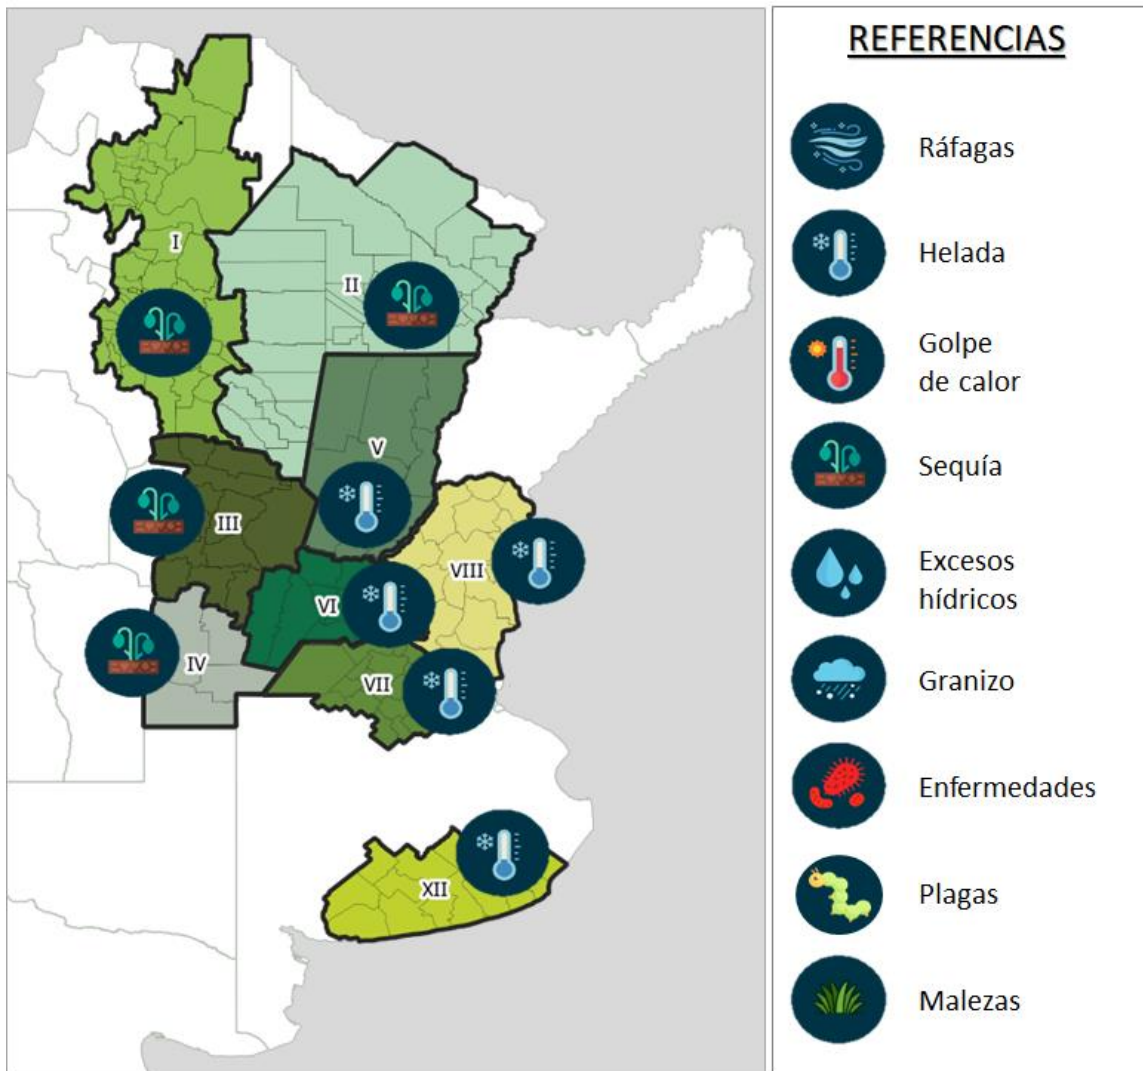 REFERENCIAS
Ráfagas
Helada
Golpe
de calor
Sequía
Excesos
hídricos
Granizo
Enfermedades
Plagas
Malezas
I
II
V
III
VIII
VI
IV
VII
XII